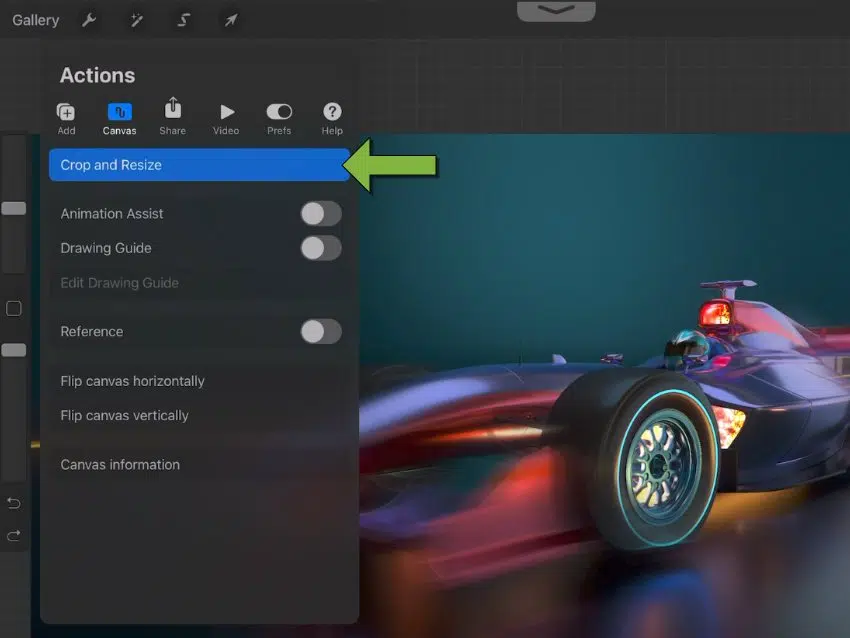 Gallery
Actions
Add Canvas Share Video Prefs Help
Crop and Resize
Animation Assist
Drawing Guide
Edit Drawing Guide
Reference
Flip canvas horizontally
Flip canvas vertically
Canvas information